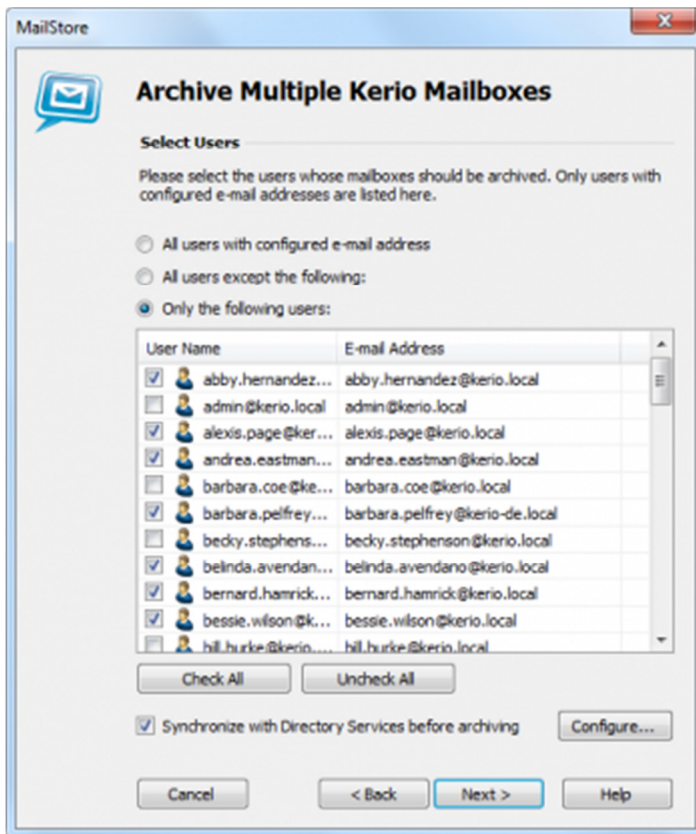 MailStore
Archive Multiple Kerio Mailboxes
Select Users
Please select the users whose mailboxes should be archived. Only users with
configured e-mail addresses are listed here.
All users with configured e-mail address
All users except the following:
Only the following users:
User Name E-mail Address
abby.hernandez... abby.hernandez@kerio.local
admin@kerio.local admin@kerio.local
alexis.page@ker... alexis.page@kerio.local
andrea.eastman... andrea.eastman@kerio.local
barbara.coe@ke... barbara.coe@kerio.local
barbara.pelfrey... barbara.pelfrey@kerio-de.local
becky.stephens... becky.stephenson@kerio.local
belinda.avendan... belinda.avendano@kerio.local
bernard.hamrick... bernard.hamrick@kerio.local
bessie.wilson@k... bessie.wilson@kerio.local
Check All Uncheck All
Synchronize with Directory Services before archiving Configure...
Cancel < Back Next > Help